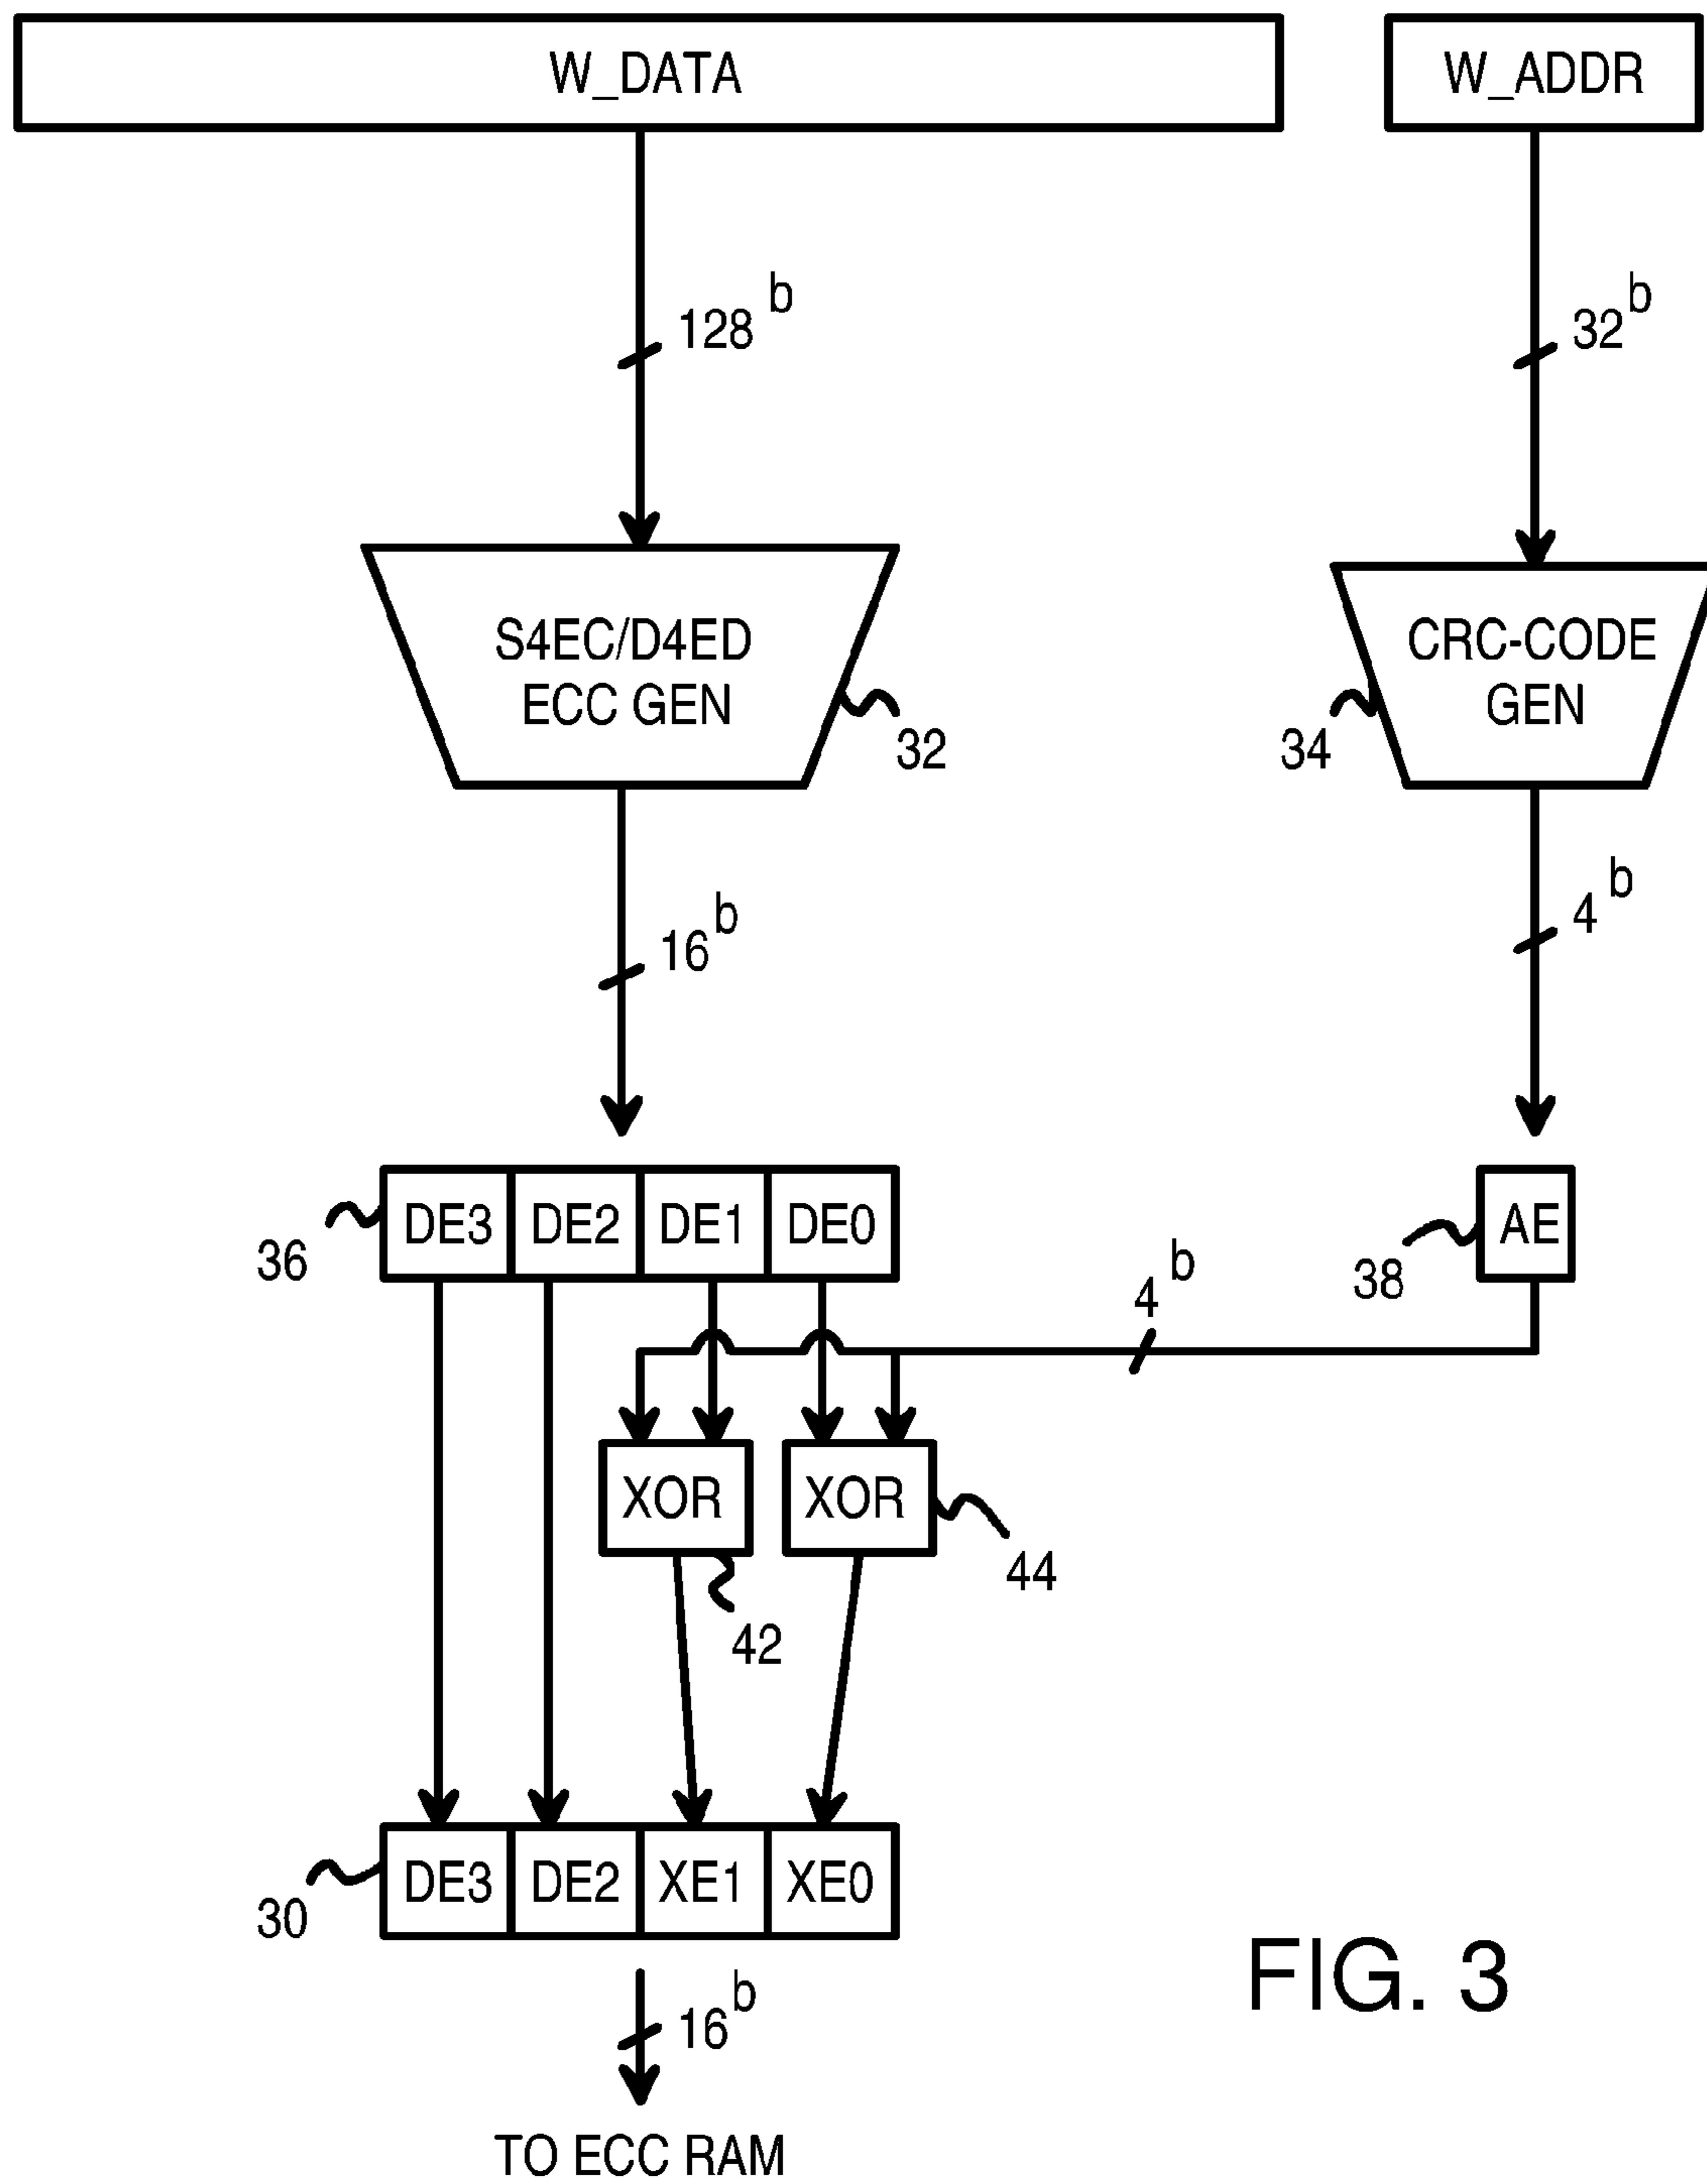 W_DATA
W_ADDR
128 b
32 b
S4EC/D4ED
ECC GEN
32
CRC-CODE
GEN
34
16 b
4 b
DE3 DE2 DE1 DE0
36
AE
38
4 b
XOR
XOR
44
42
DE3 DE2 XE1 XE0
30
16 b
TO ECC RAM
FIG. 3